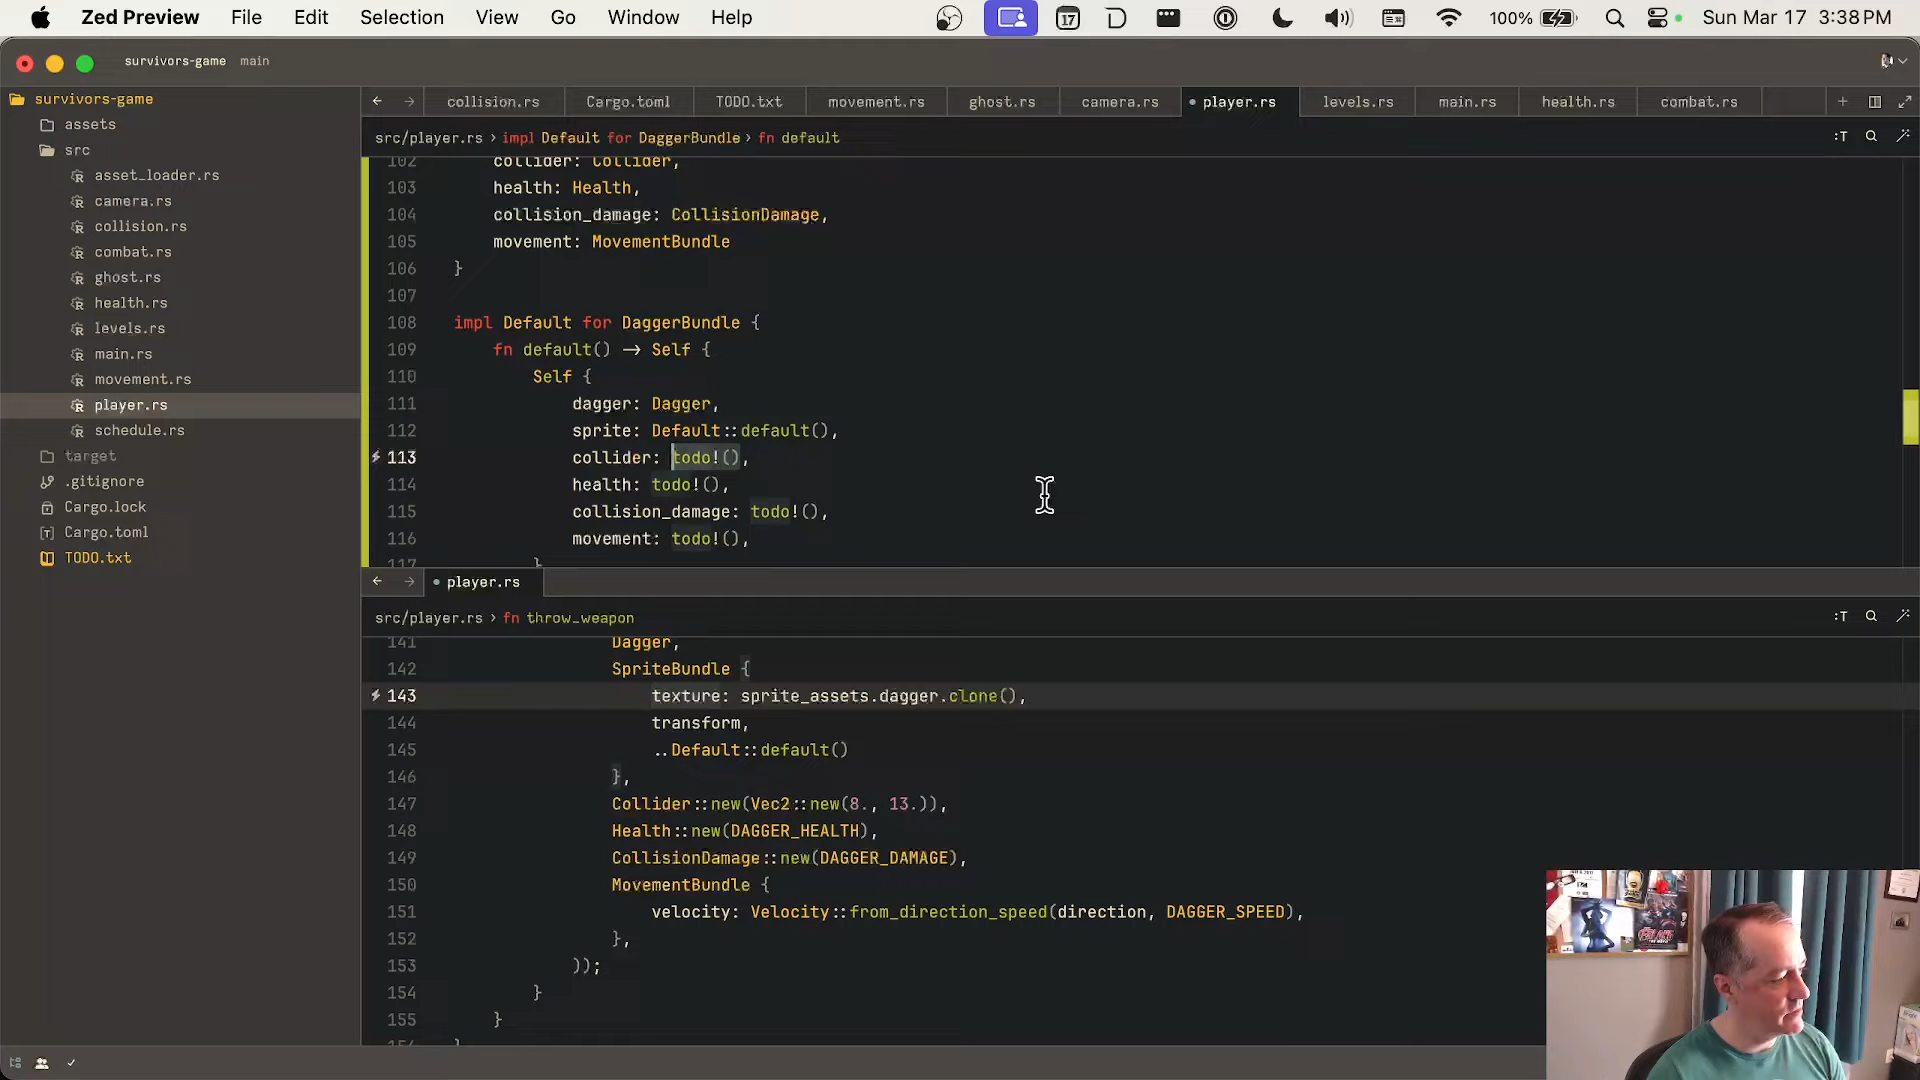 Zed Preview File Edit Selection View Go Window Help 17 100% Sun Mar 17 3:38 PM
survivors-game main
survivors-game
assets
src
asset_loader.rs
camera.rs
collision.rs
combat.rs
ghost.rs
health.rs
levels.rs
main.rs
movement.rs
player.rs
schedule.rs
target
.gitignore
Cargo.lock
Cargo.toml
TODO.txt
collision.rs Cargo.toml TODO.txt movement.rs ghost.rs camera.rs player.rs levels.rs main.rs health.rs combat.rs
src/player.rs › impl Default for DaggerBundle › fn default :T
102 collider: Collider,
103 health: Health,
104 collision_damage: CollisionDamage,
105 movement: MovementBundle
106 }
107
108 impl Default for DaggerBundle {
109 fn default() → Self {
110 Self {
111 dagger: Dagger,
112 sprite: Default::default(),
113 collider: todo!(),
114 health: todo!(),
115 collision_damage: todo!(),
116 movement: todo!(),
117 }
player.rs
src/player.rs › fn throw_weapon :T
141 Dagger,
142 SpriteBundle {
143 texture: sprite_assets.dagger.clone(),
144 transform,
145 ..Default::default()
146 },
147 Collider::new(Vec2::new(8., 13.)),
148 Health::new(DAGGER_HEALTH),
149 CollisionDamage::new(DAGGER_DAMAGE),
150 MovementBundle {
151 velocity: Velocity::from_direction_speed(direction, DAGGER_SPEED),
152 },
153 ));
154 }
155 }